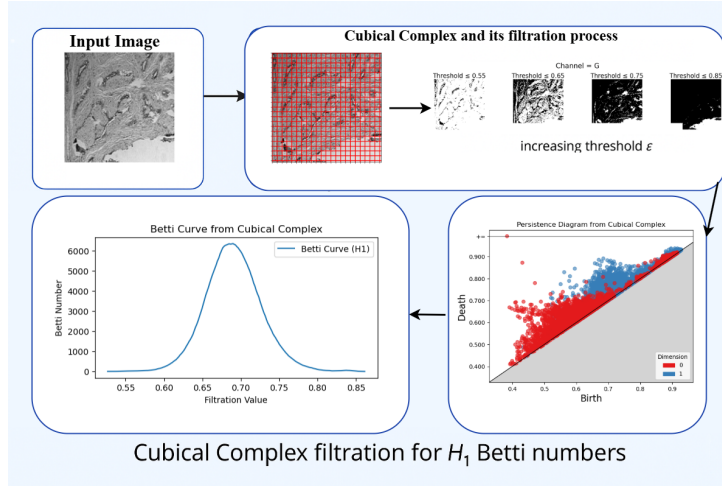 Input Image
Cubical Complex and its filtration process
Channel = G
Threshold ≤ 0.55
Threshold ≤ 0.65
Threshold ≤ 0.75
Threshold ≤ 0.85
increasing threshold ε
Betti Curve from Cubical Complex
Betti Curve (H1)
Betti Number
6000
5000
4000
3000
2000
1000
0
0.55 0.60 0.65 0.70 0.75 0.80 0.85
Filtration Value
Persistence Diagram from Cubical Complex
+∞
0.900
0.800
0.700
0.600
0.500
0.400
Death
0.4 0.5 0.6 0.7 0.8 0.9
Birth
Dimension
0
1
Cubical Complex filtration for H₁ Betti numbers